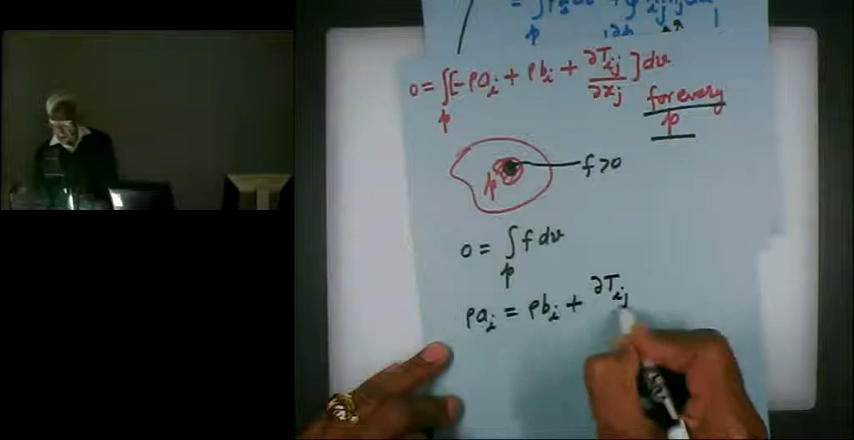 0 = ∫[-ρa_i + ρb_i + ∂T_ij/∂x_j] dv
p
for every
p
p
f > 0
0 = ∫ f dv
p
ρa_i = ρb_i + ∂T_ij